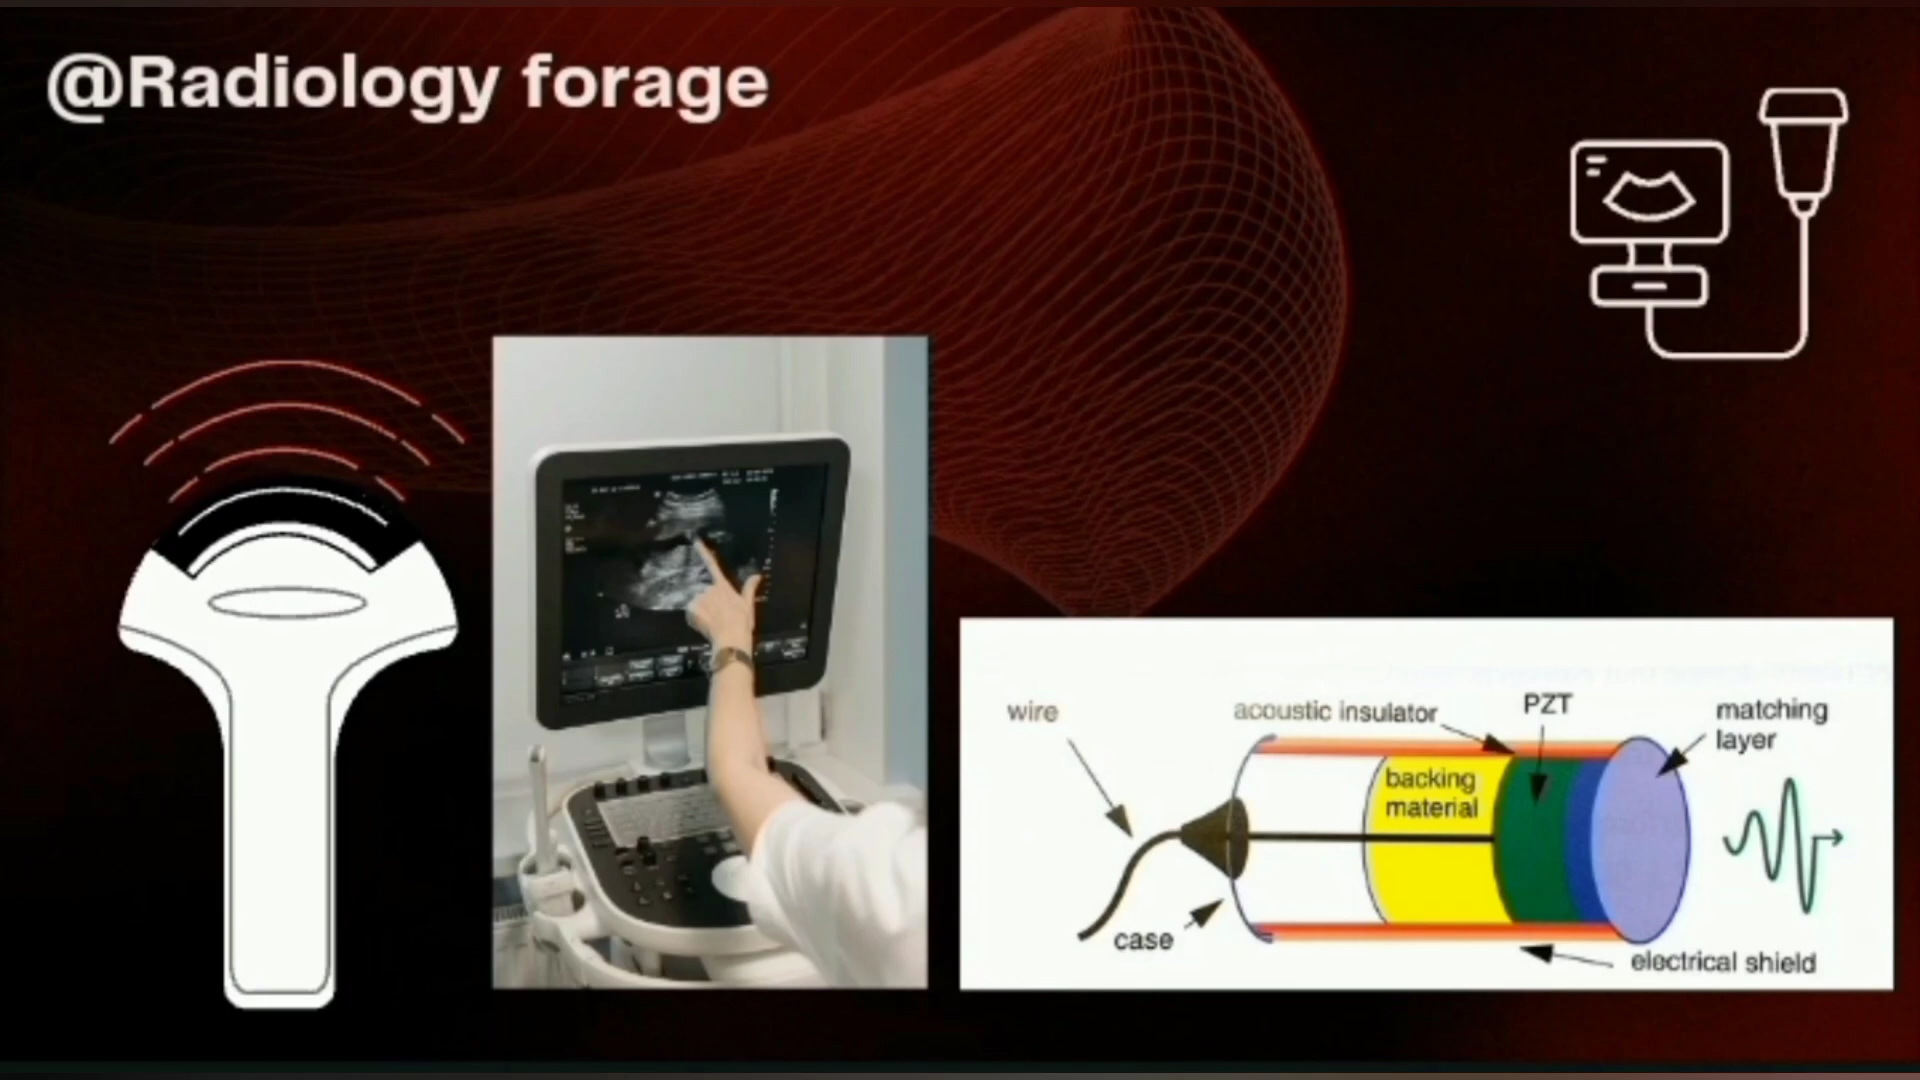 @Radiology forage
wire
acoustic insulator
PZT
matching
layer
backing
material
case
electrical shield